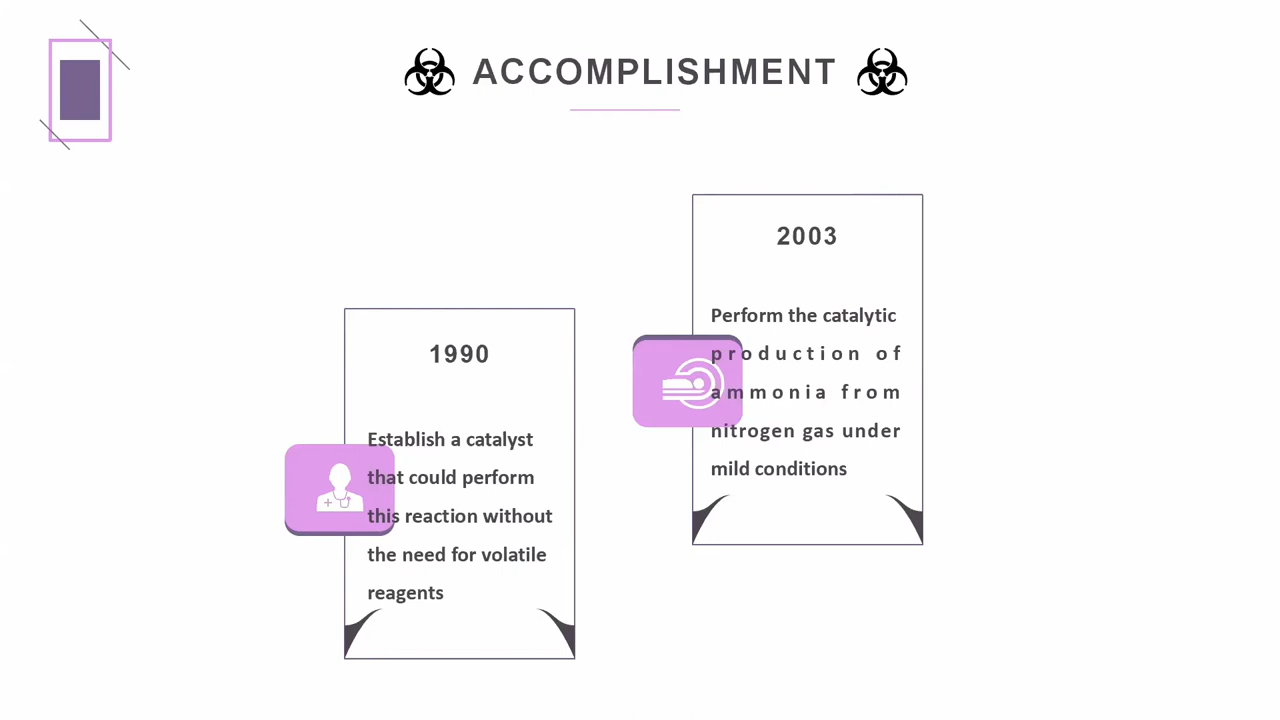 ACCOMPLISHMENT
1990
Establish a catalyst
that could perform
this reaction without
the need for volatile
reagents
2003
Perform the catalytic
production of
ammonia from
nitrogen gas under
mild conditions